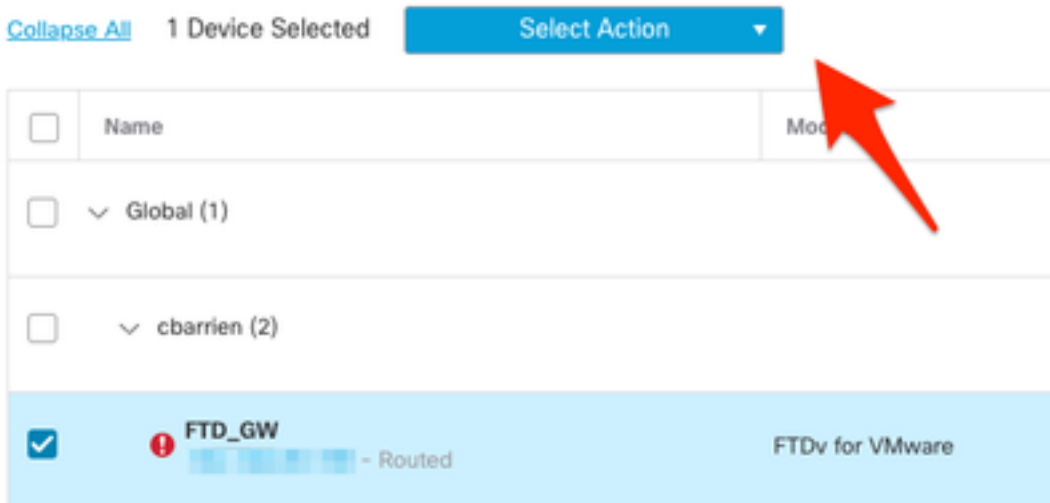 Collapse All 1 Device Selected Select Action
Name
Global (1)
cbarrien (2)
FTD_GW
- Routed
FTDv for VMware